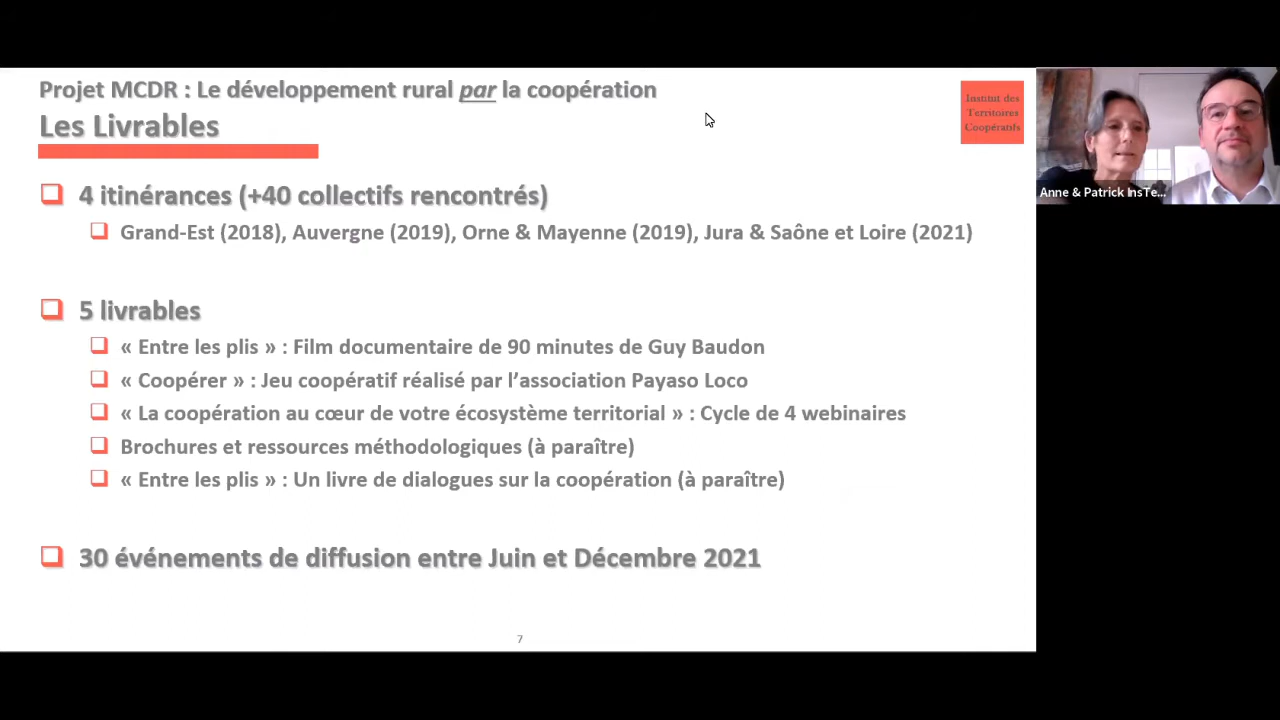 Projet MCDR : Le développement rural par la coopération
Les Livrables
Institut des
Territoires
Coopératifs
4 itinérances (+40 collectifs rencontrés)
Grand-Est (2018), Auvergne (2019), Orne & Mayenne (2019), Jura & Saône et Loire (2021)
5 livrables
« Entre les plis » : Film documentaire de 90 minutes de Guy Baudon
« Coopérer » : Jeu coopératif réalisé par l’association Payaso Loco
« La coopération au cœur de votre écosystème territorial » : Cycle de 4 webinaires
Brochures et ressources méthodologiques (à paraître)
« Entre les plis » : Un livre de dialogues sur la coopération (à paraître)
30 événements de diffusion entre Juin et Décembre 2021
7
Anne & Patrick InsTe...